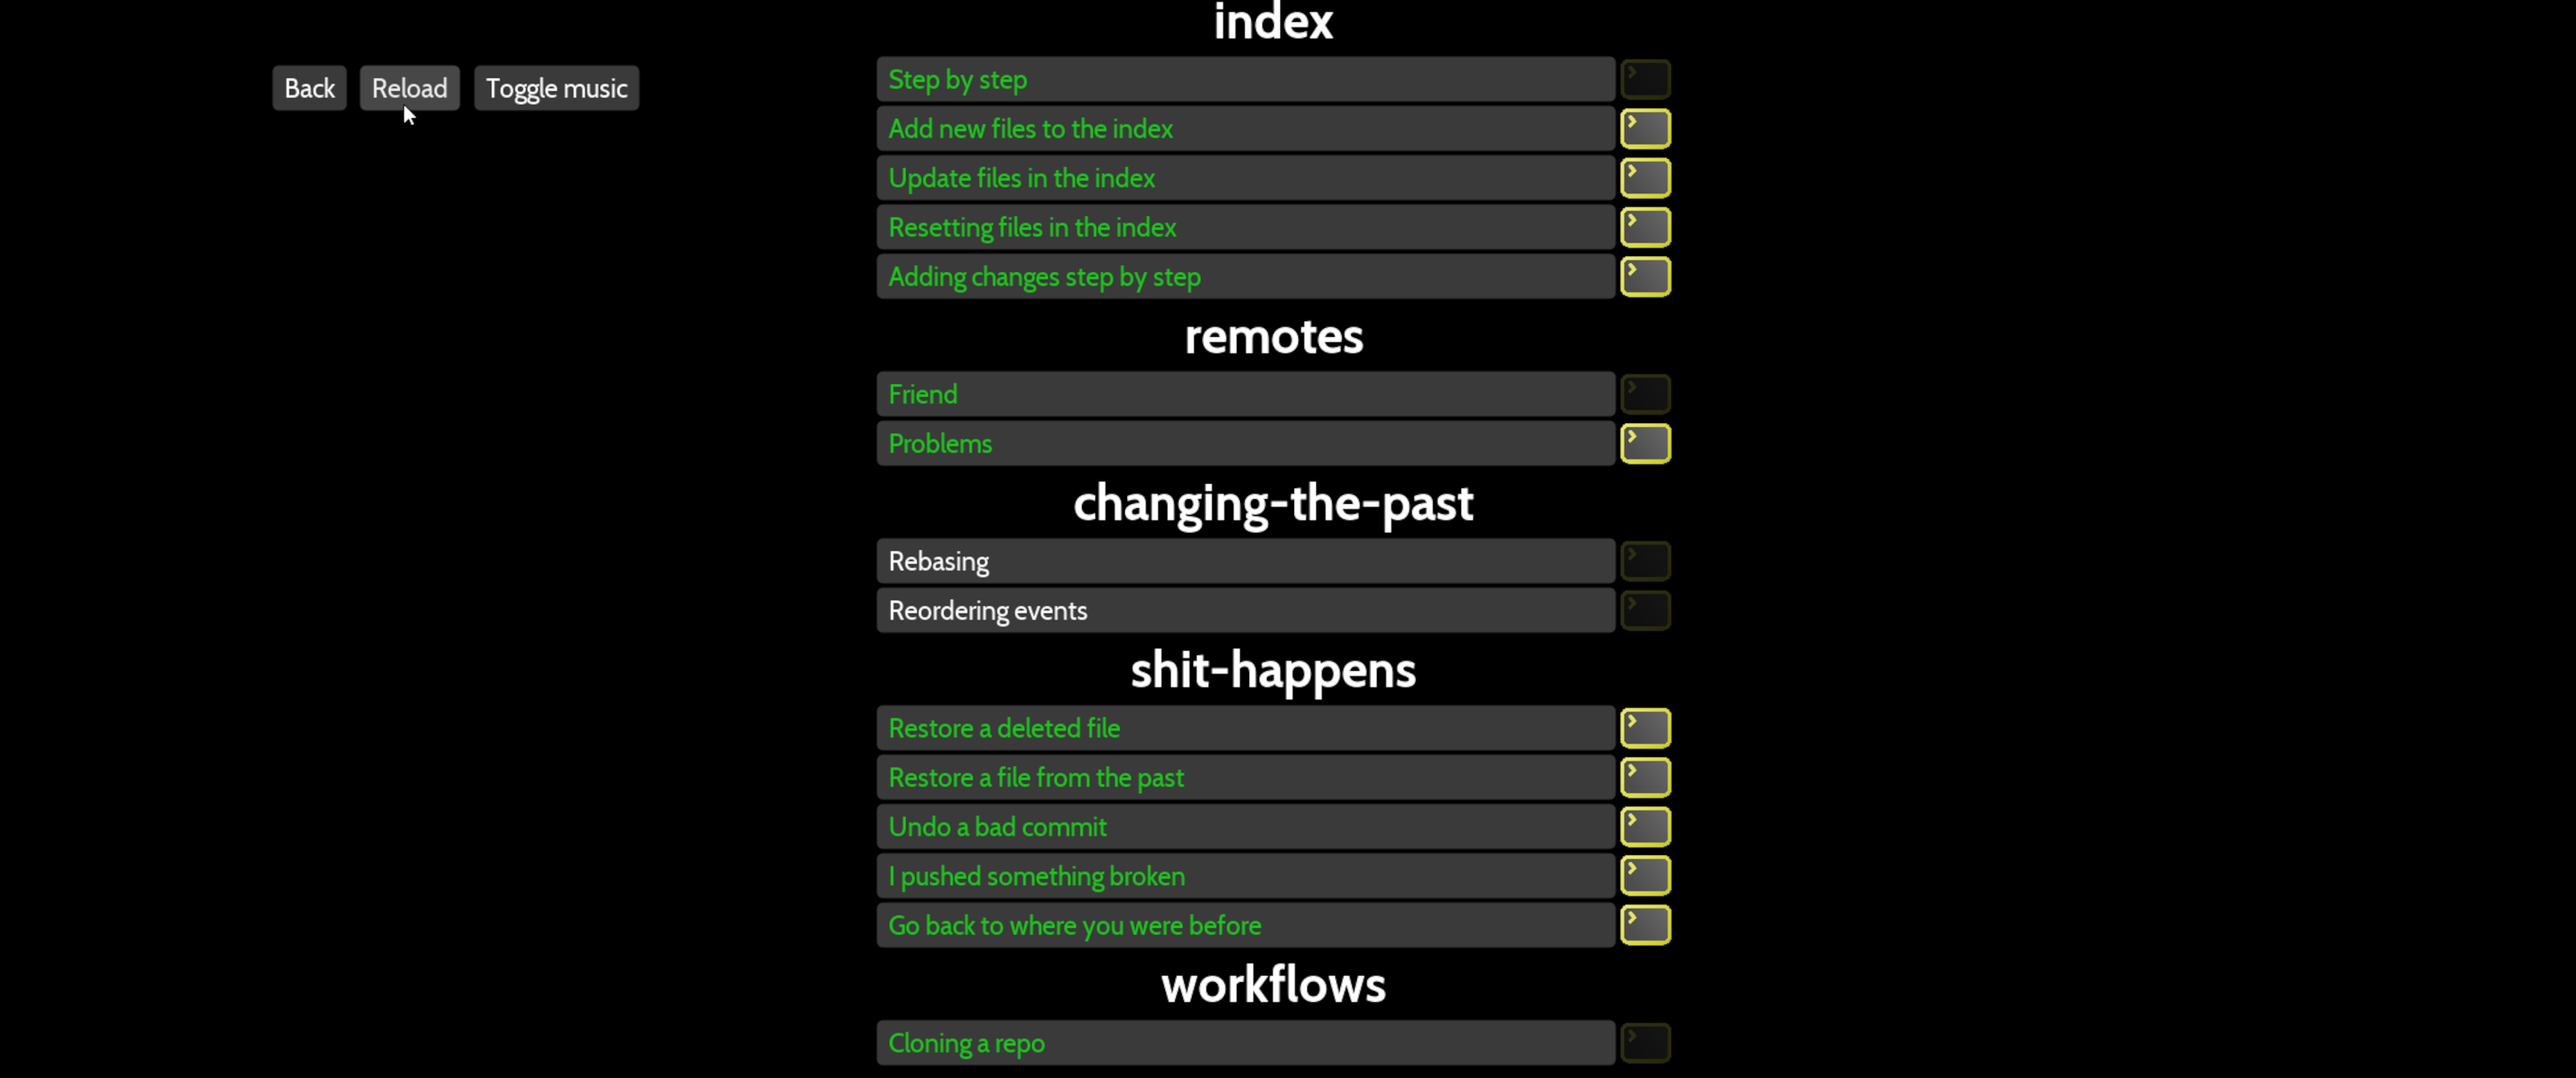 index
Back Reload Toggle music
Step by step
Add new files to the index
Update files in the index
Resetting files in the index
Adding changes step by step
remotes
Friend
Problems
changing-the-past
Rebasing
Reordering events
shit-happens
Restore a deleted file
Restore a file from the past
Undo a bad commit
I pushed something broken
Go back to where you were before
workflows
Cloning a repo